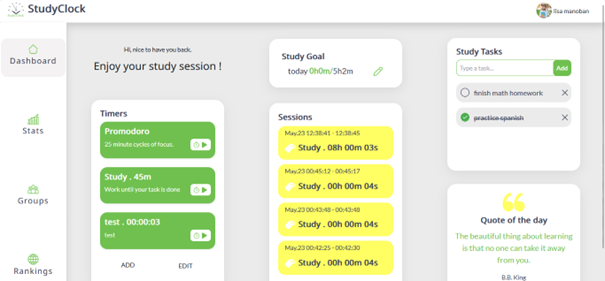 StudyClock
lisa manoban
Dashboard
Stats
Groups
Rankings
Hi, nice to have you back.
Enjoy your study session !
Timers
Promodoro
25 minute cycles of focus.
Study . 45m
Work until your task is done
test . 00:00:03
test
ADD EDIT
Study Goal
today 0h0m/5h2m
Sessions
May.23 12:38:41 - 12:38:45
Study . 08h 00m 03s
May.23 00:45:12 - 00:45:17
Study . 00h 00m 04s
May.23 00:43:48 - 00:43:48
Study . 00h 00m 04s
May.23 00:42:25 - 00:42:30
Study . 00h 00m 04s
Study Tasks
Type a task... Add
finish math homework
practice spanish
Quote of the day
The beautiful thing about learning
is that no one can take it away
from you.
B.B. King